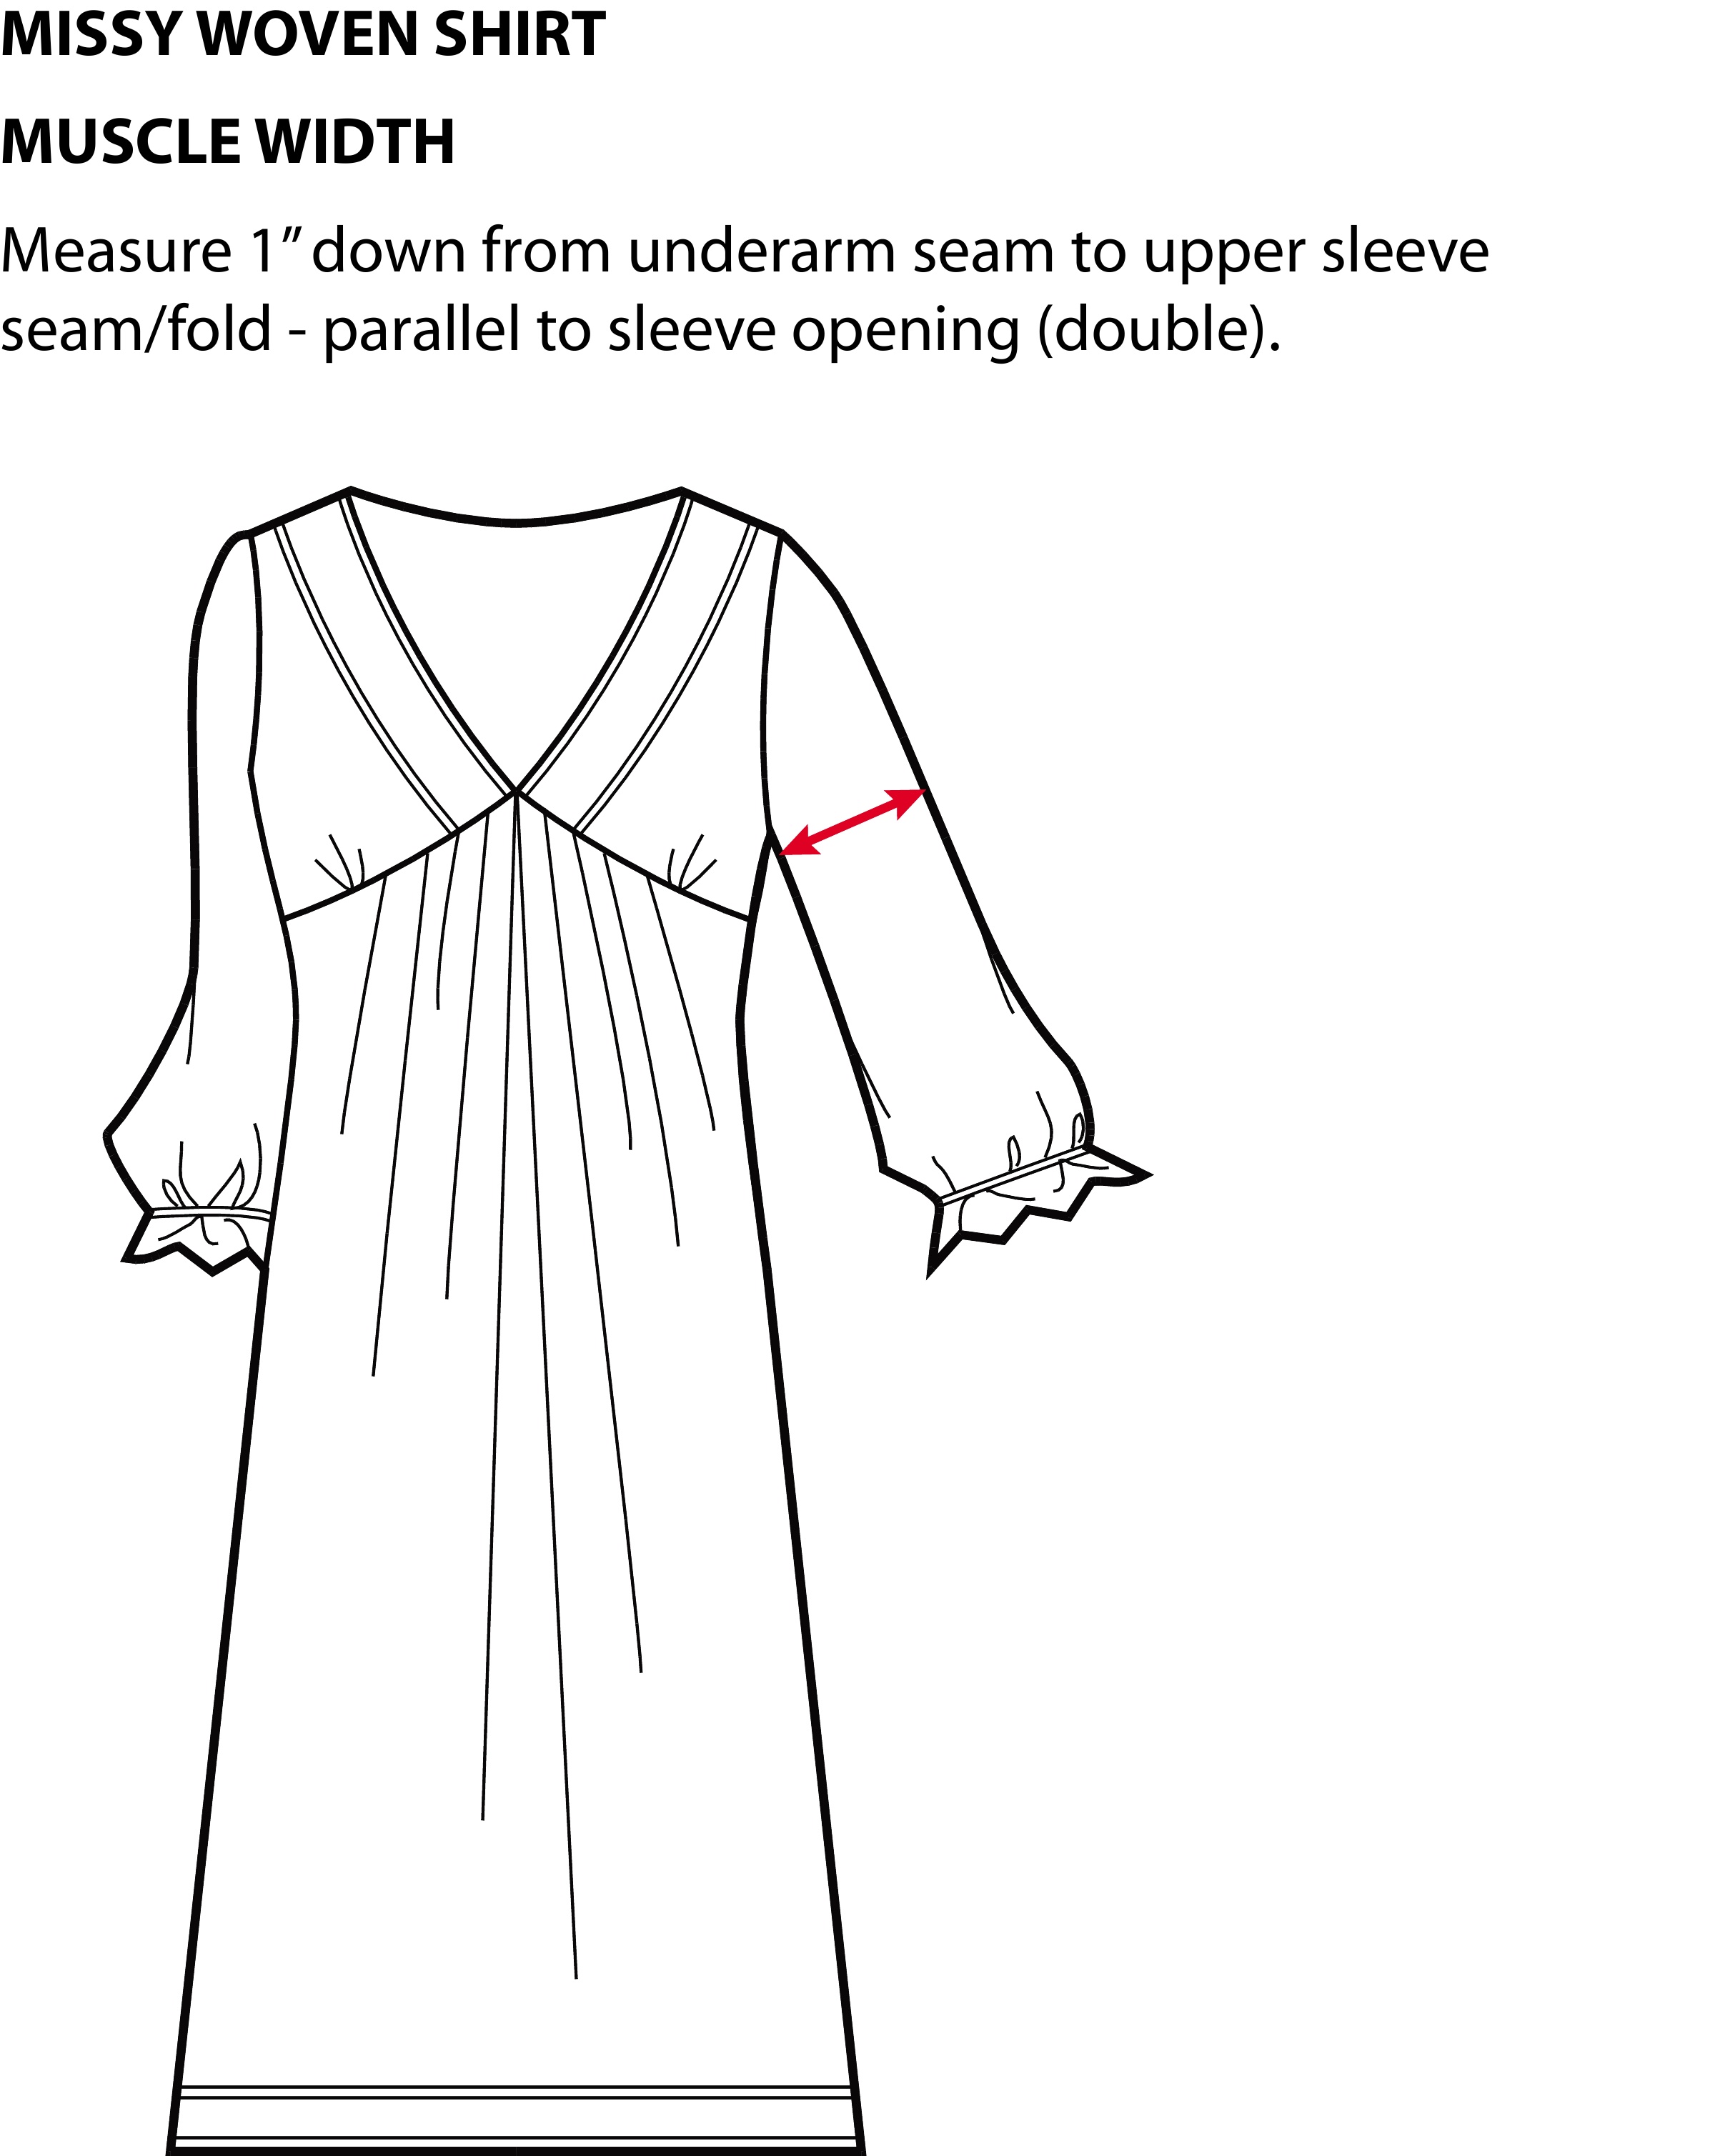 MISSY WOVEN SHIRT
MUSCLE WIDTH
Measure 1” down from underarm seam to upper sleeve
seam/fold - parallel to sleeve opening (double).